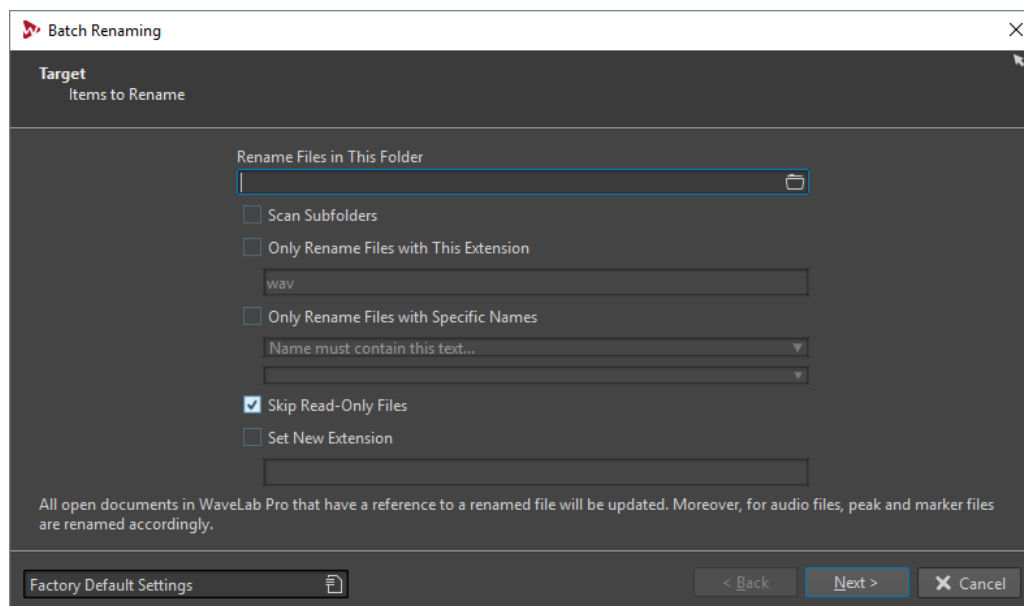 Batch Renaming
Target
Items to Rename
Rename Files in This Folder
Scan Subfolders
Only Rename Files with This Extension
wav
Only Rename Files with Specific Names
Name must contain this text...
Skip Read-Only Files
Set New Extension
All open documents in WaveLab Pro that have a reference to a renamed file will be updated. Moreover, for audio files, peak and marker files
are renamed accordingly.
Factory Default Settings
< Back
Next >
Cancel